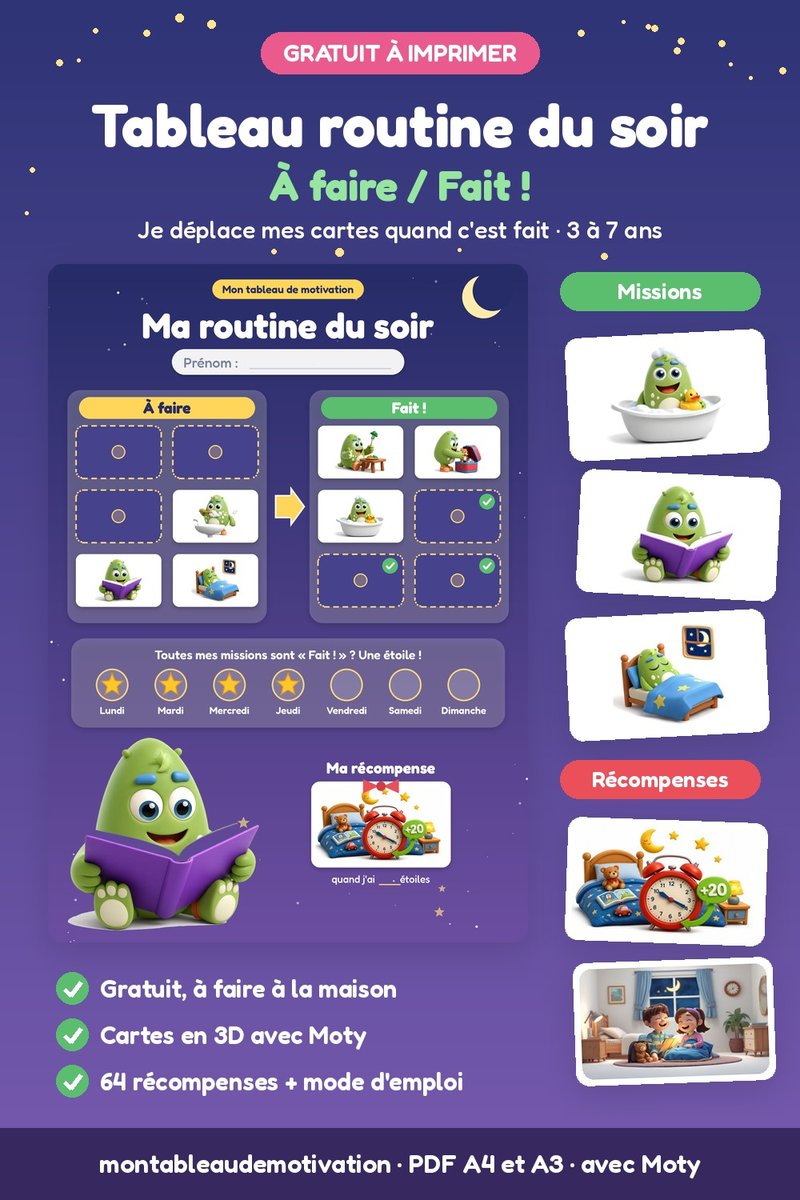 GRATUIT À IMPRIMER
Tableau routine du soir
À faire / Fait !
Je déplace mes cartes quand c'est fait · 3 à 7 ans
Mon tableau de motivation
Ma routine du soir
Prénom :
À faire
Fait !
Toutes mes missions sont « Fait ! » ? Une étoile !
Lundi
Mardi
Mercredi
Jeudi
Vendredi
Samedi
Dimanche
Ma récompense
+20
quand j'ai ____ étoiles
Missions
Récompenses
+20
Gratuit, à faire à la maison
Cartes en 3D avec Moty
64 récompenses + mode d'emploi
montableaudemotivation · PDF A4 et A3 · avec Moty